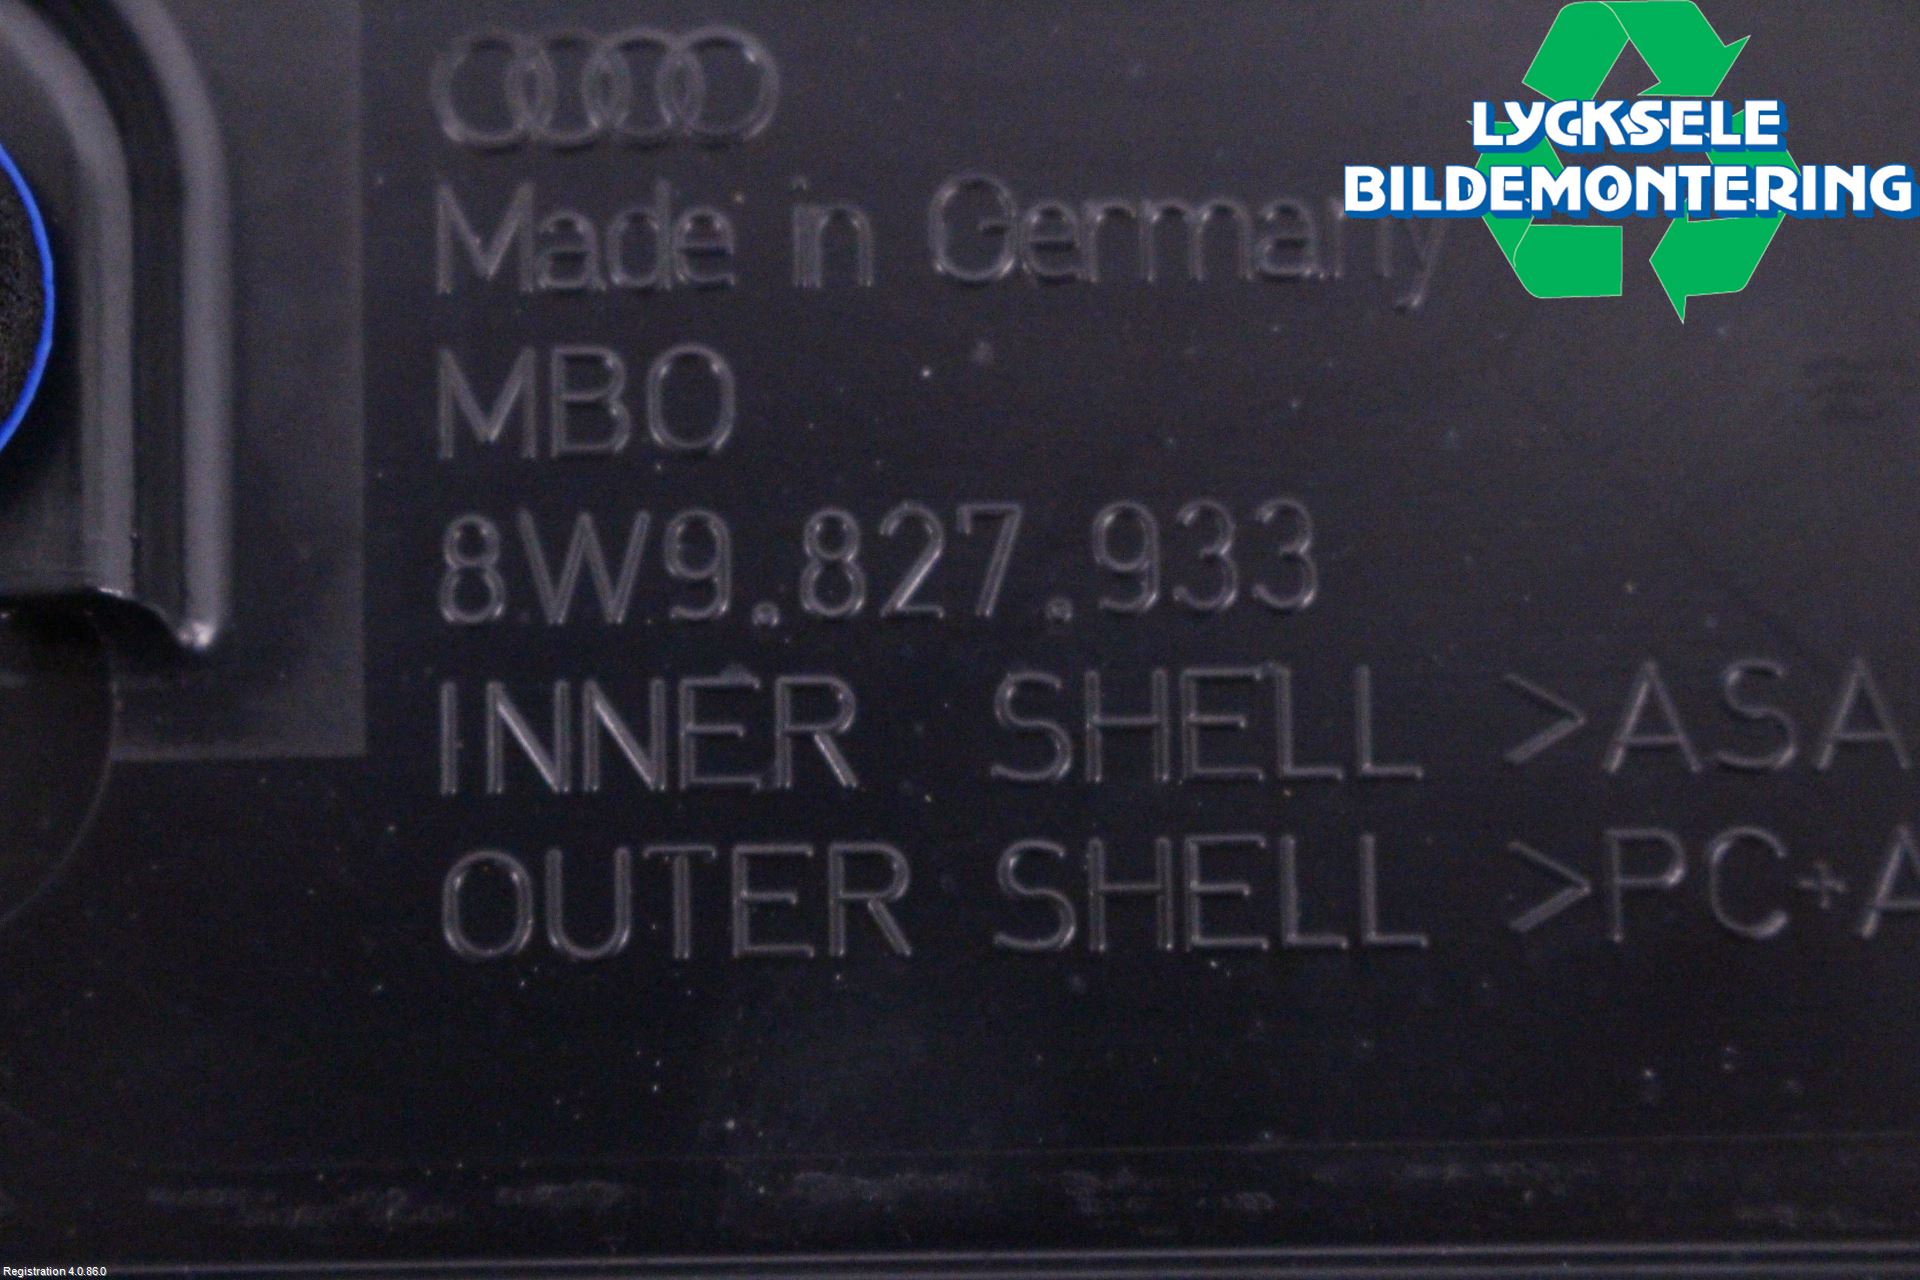 LYCKSELE
BILDEMONTERING
Made in Germany
MBO
8W9.827.933
INNER SHELL >ASA
OUTER SHELL >PC+A
Registration 4.0.86.0